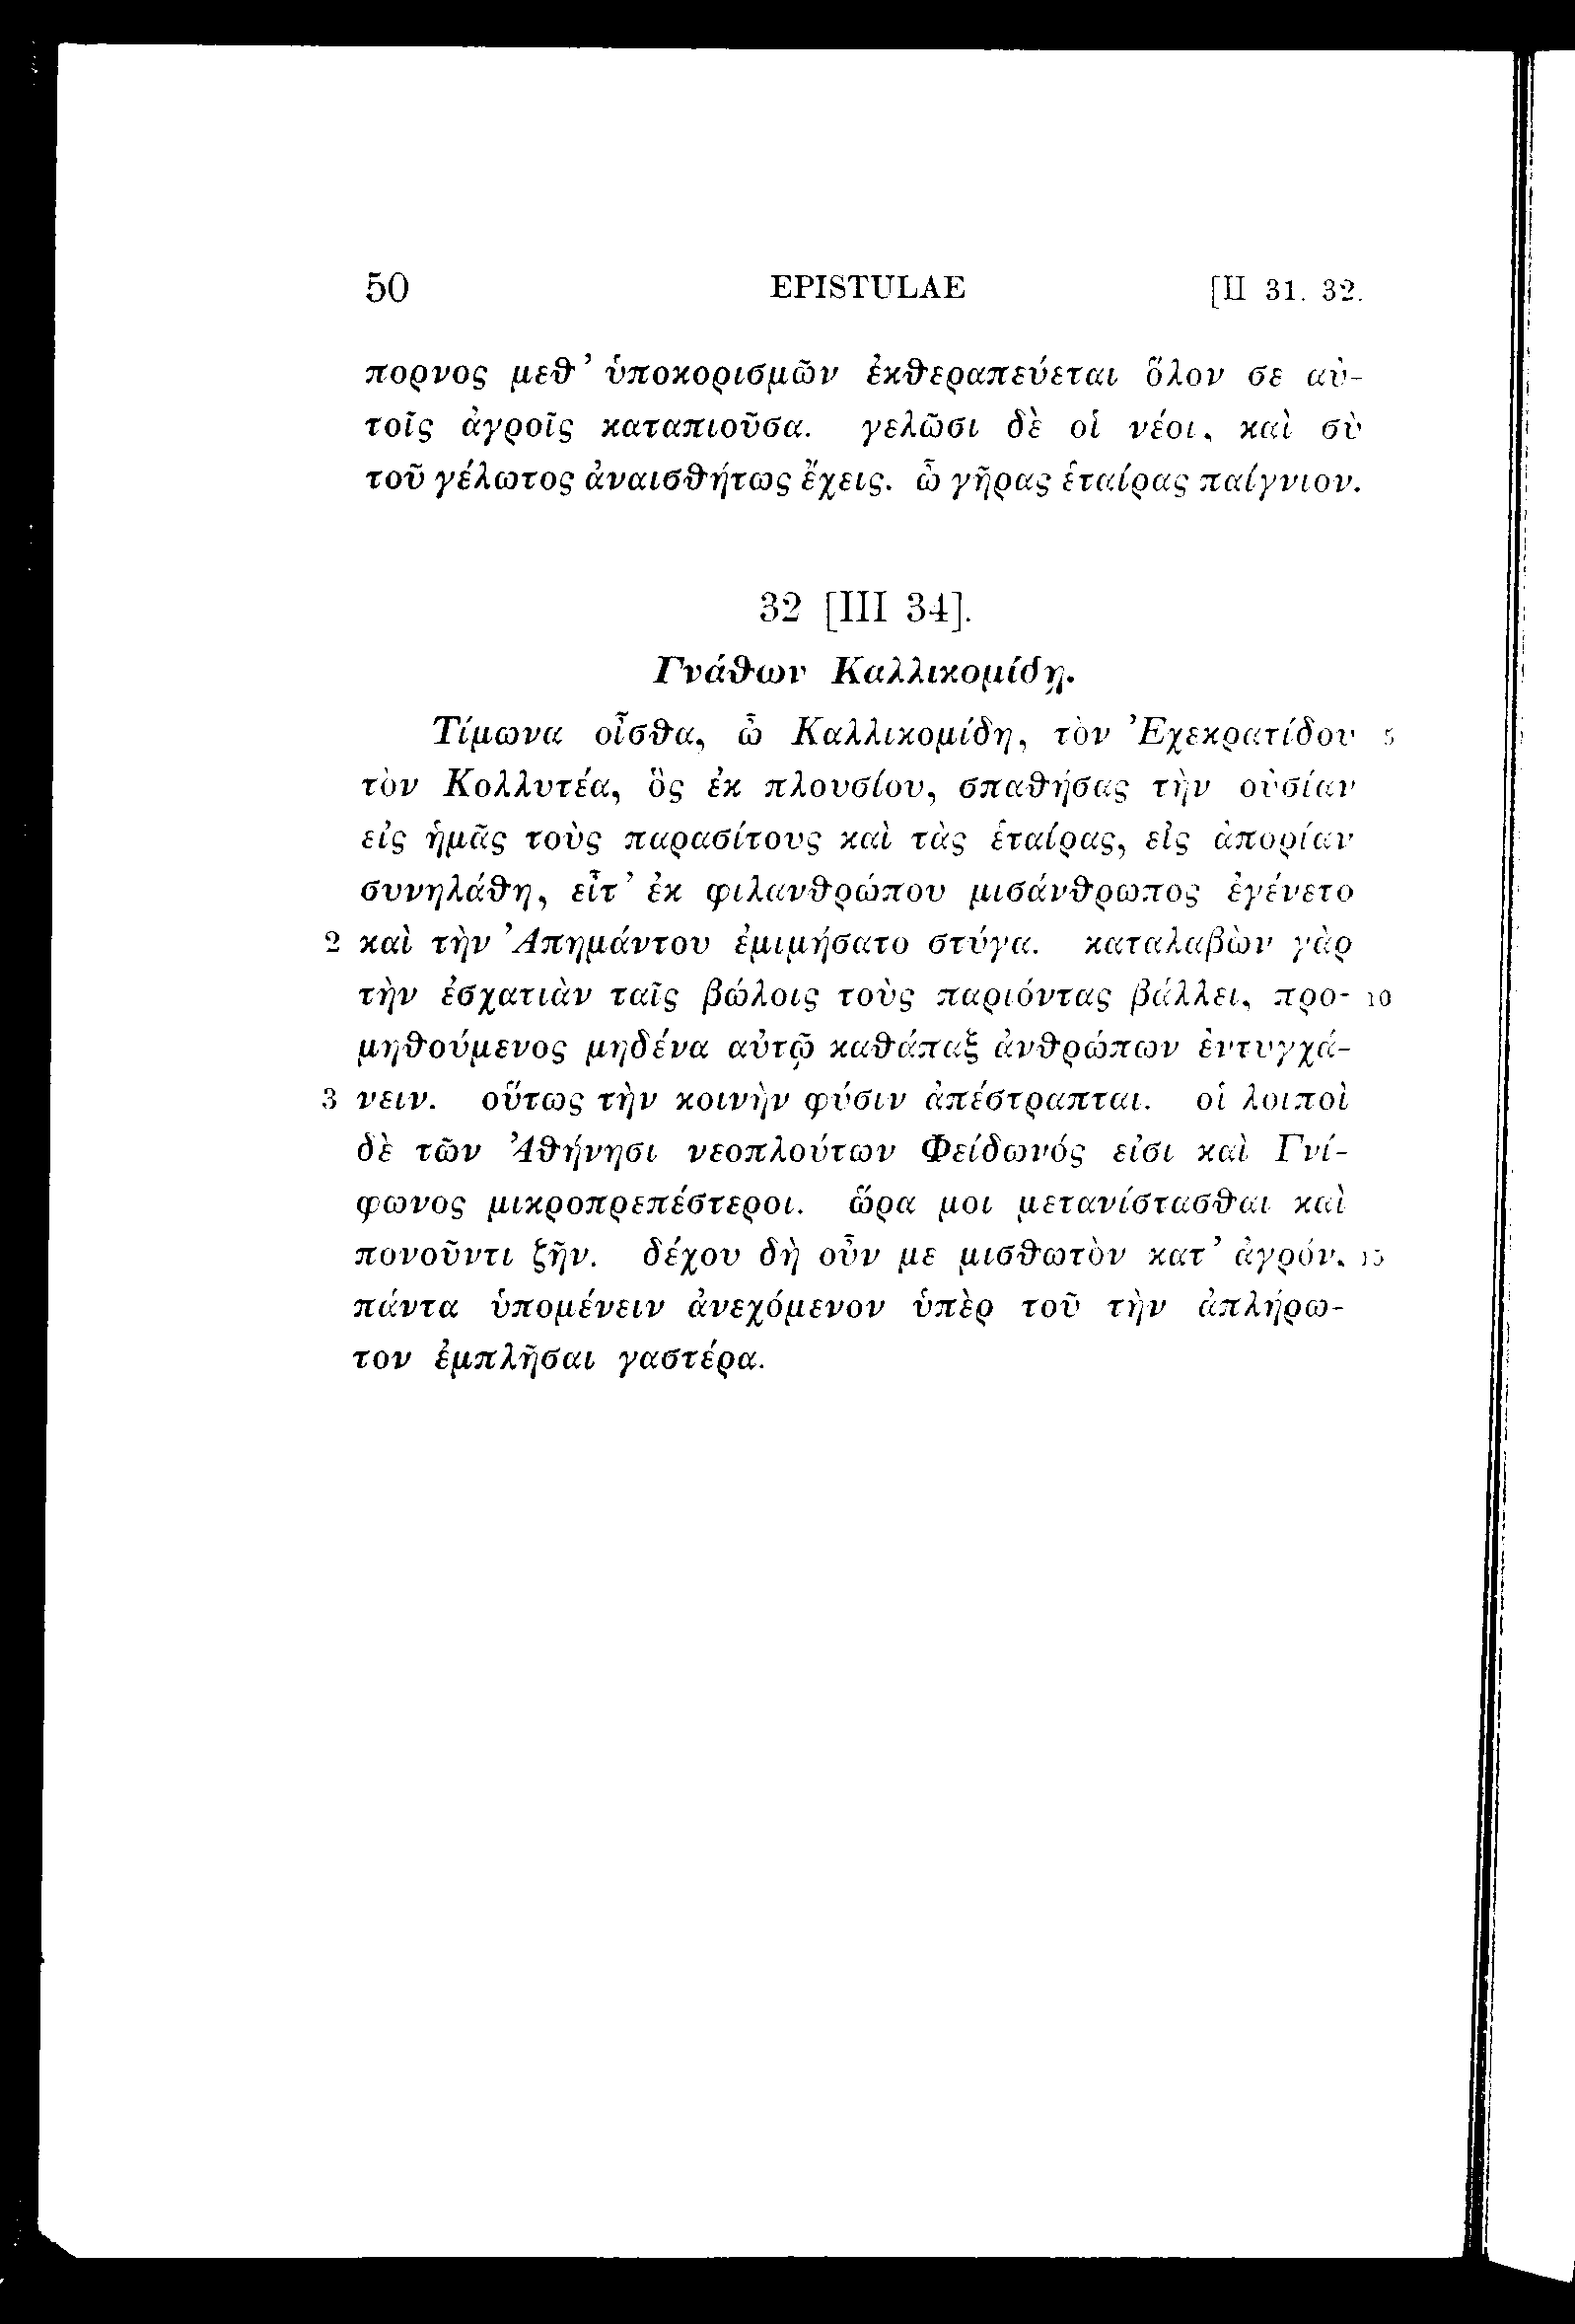 50 EPISTULAE [II 31. 32.
πορνος μεθ’ ὑποκορισμῶν ἐκθεραπεύεται ὅλον σε αὐ-
τοῖς ἀγροῖς καταπιοῦσα. γελῶσι δὲ οἱ νέοι, καὶ σὺ
τοῦ γέλωτος ἀναισθήτως ἔχεις. ὦ γῆρας ἑταίρας παίγνιον.
32 [III 34].
Γνάθων Καλλικομίδῃ.
Τίμωνα οἶσθα, ὦ Καλλικομίδη, τὸν Ἐχεκρατίδου 5
τὸν Κολλυτέα, ὃς ἐκ πλουσίου, σπαθήσας τὴν οὐσίαν
εἰς ἡμᾶς τοὺς παρασίτους καὶ τὰς ἑταίρας, εἰς ἀπορίαν
συνηλάθη, εἶτ’ ἐκ φιλανθρώπου μισάνθρωπος ἐγένετο
2 καὶ τὴν Ἀπημάντου ἐμιμήσατο στύγα. καταλαβὼν γὰρ
τὴν ἐσχατιὰν ταῖς βώλοις τοὺς παριόντας βάλλει, προ- 10
μηθούμενος μηδένα αὐτῷ καθάπαξ ἀνθρώπων ἐντυγχά-
3 νειν. οὕτως τὴν κοινὴν φύσιν ἀπέστραπται. οἱ λοιποὶ
δὲ τῶν Ἀθήνησι νεοπλούτων Φείδωνός εἰσι καὶ Γνί-
φωνος μικροπρεπέστεροι. ὥρα μοι μετανίστασθαι καὶ
πονοῦντι ζῆν. δέχου δὴ οὖν με μισθωτὸν κατ’ ἀγρόν, 15
πάντα ὑπομένειν ἀνεχόμενον ὑπὲρ τοῦ τὴν ἀπλήρω-
τον ἐμπλῆσαι γαστέρα.